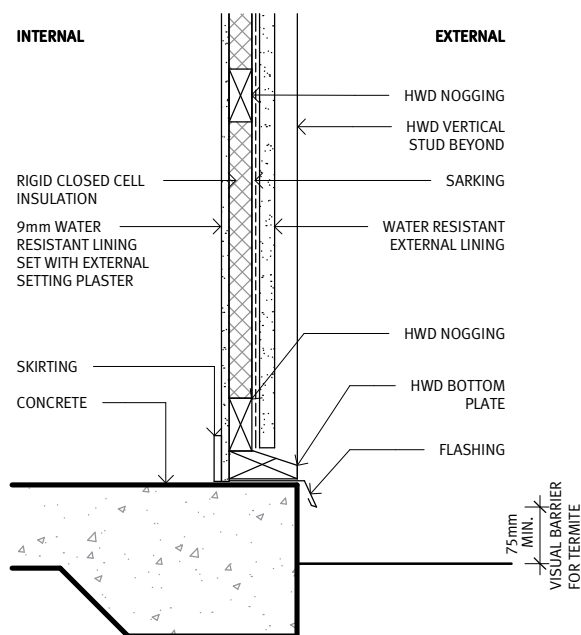 INTERNAL
EXTERNAL
HWD NOGGING
HWD VERTICAL
STUD BEYOND
RIGID CLOSED CELL
INSULATION
SARKING
9mm WATER
RESISTANT LINING
SET WITH EXTERNAL
SETTING PLASTER
WATER RESISTANT
EXTERNAL LINING
HWD NOGGING
SKIRTING
HWD BOTTOM
PLATE
CONCRETE
FLASHING
75mm
MIN.
VISUAL BARRIER
FOR TERMITE